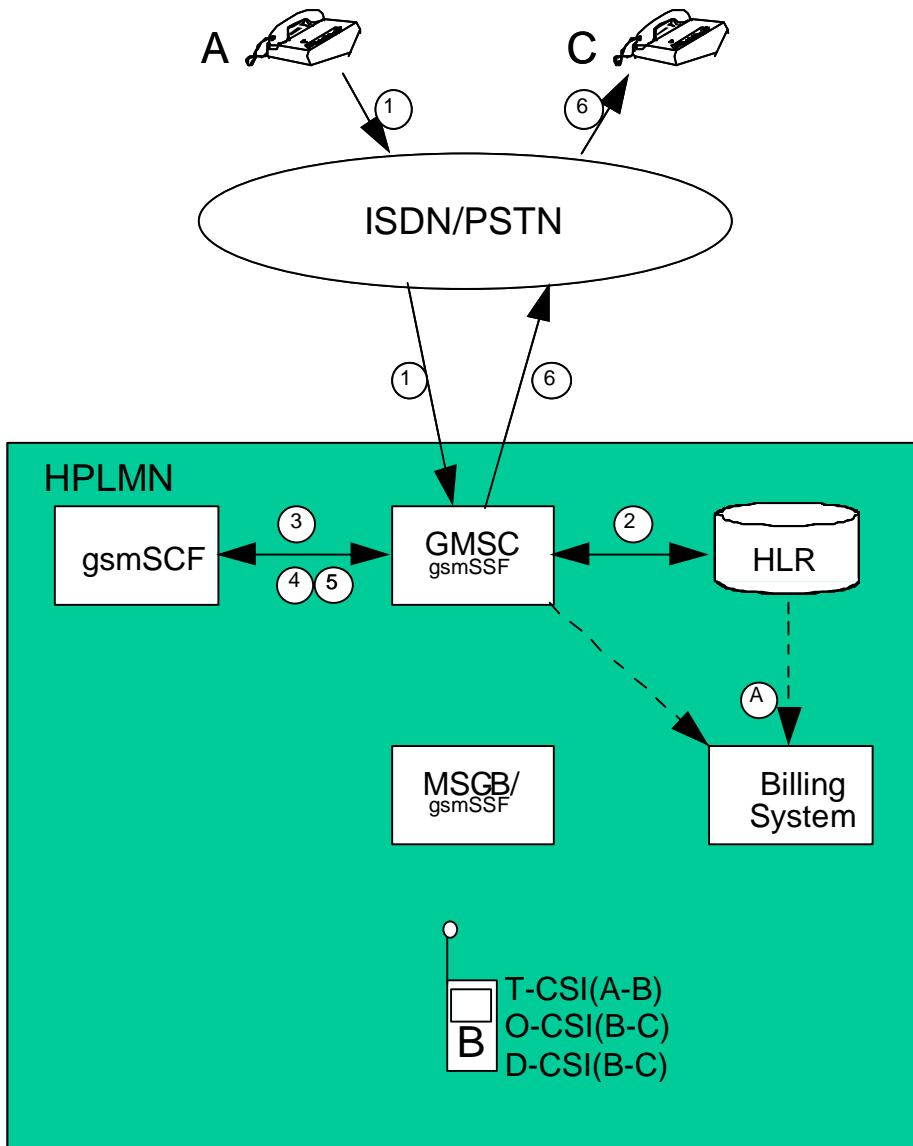 A
C
1
6
ISDN/PSTN
1
6
HPLMN
gsmSCF
3
4
5
GMSC
gsmSSF
2
HLR
A
MSCB/
gsmSSF
Billing
System
B
T-CSI(A-B)
O-CSI(B-C)
D-CSI(B-C)